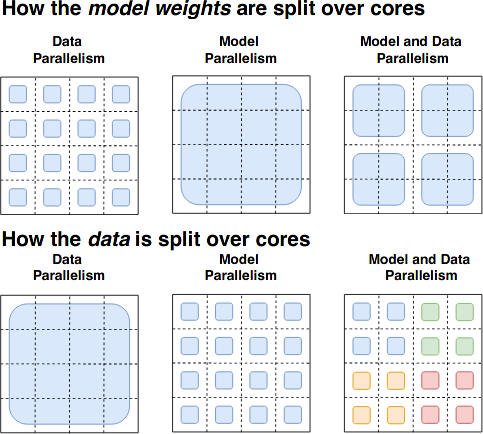 How the model weights are split over cores
Data Model Model and Data
Parallelism Parallelism Parallelism
How the data is split over cores
Data Model Model and Data
Parallelism Parallelism Parallelism